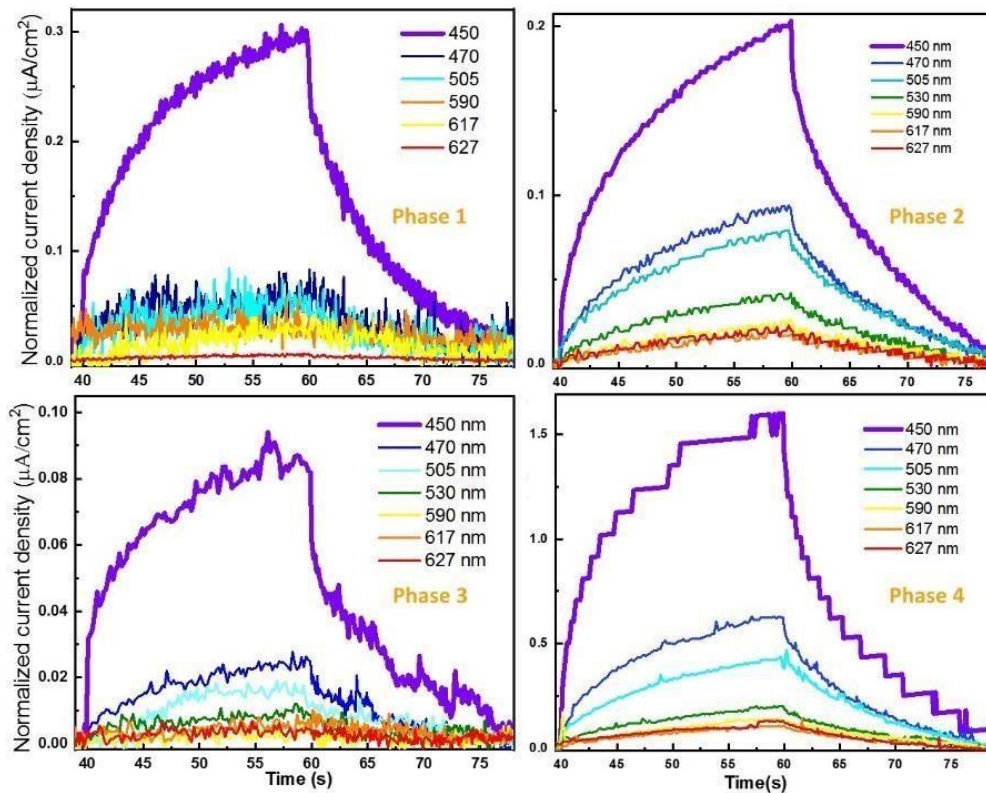 Normalized current density (μA/cm²)
0.3
0.2
0.1
0.0
450
470
505
590
617
627
Phase 1
40 45 50 55 60 65 70 75
0.2
0.1
0.0
450 nm
470 nm
505 nm
530 nm
590 nm
617 nm
627 nm
Phase 2
40 45 50 55 60 65 70 75
Normalized current density (μA/cm²)
0.10
0.08
0.06
0.04
0.02
0.00
450 nm
470 nm
505 nm
530 nm
590 nm
617 nm
627 nm
Phase 3
40 45 50 55 60 65 70 75
Time (s)
1.5
1.0
0.5
0.0
450 nm
470 nm
505 nm
530 nm
590 nm
617 nm
627 nm
Phase 4
40 45 50 55 60 65 70 75
Time(s)